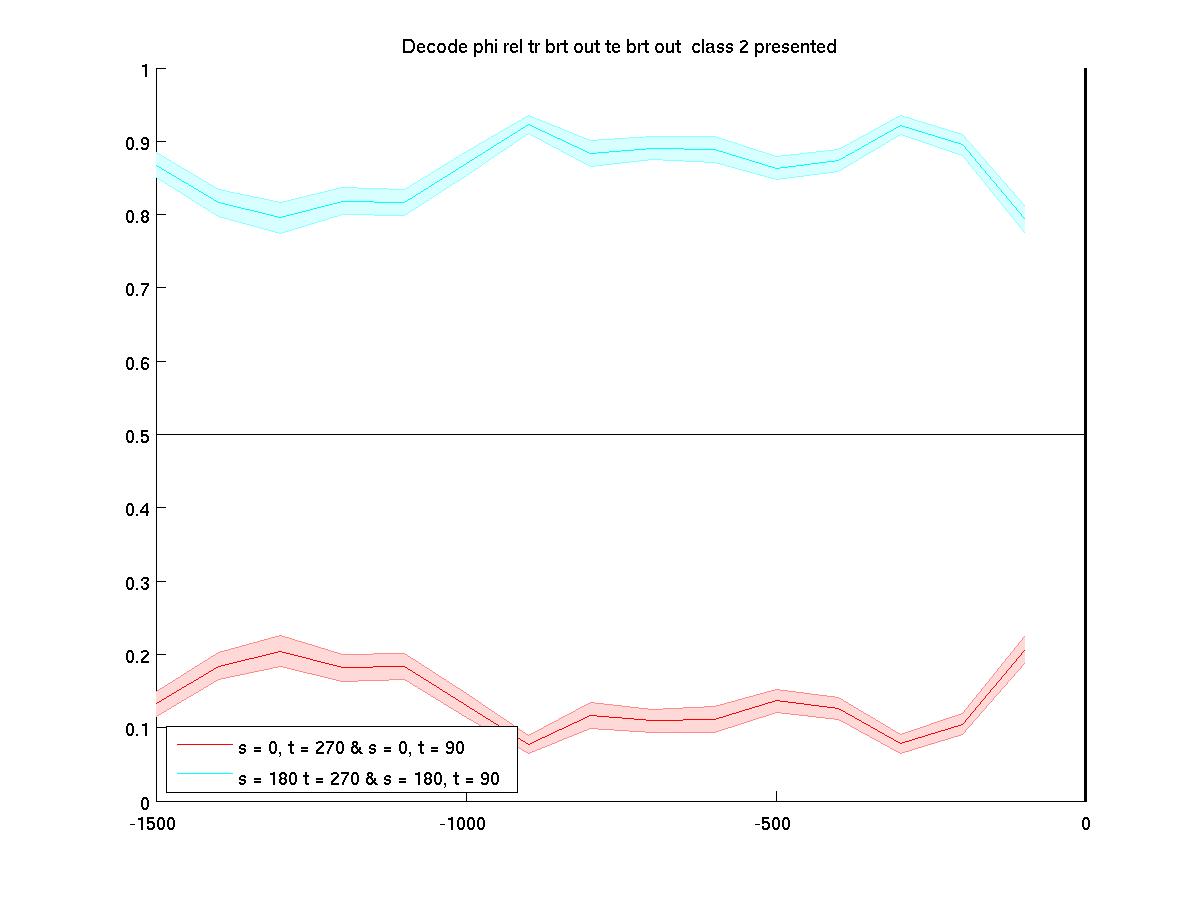 Decode phi rel tr brt out te brt out  class 2 presented
1
0.9
0.8
0.7
0.6
0.5
0.4
0.3
0.2
0.1
0
s = 0, t = 270 & s = 0, t = 90
s = 180 t = 270 & s = 180, t = 90
-1500 -1000 -500 0